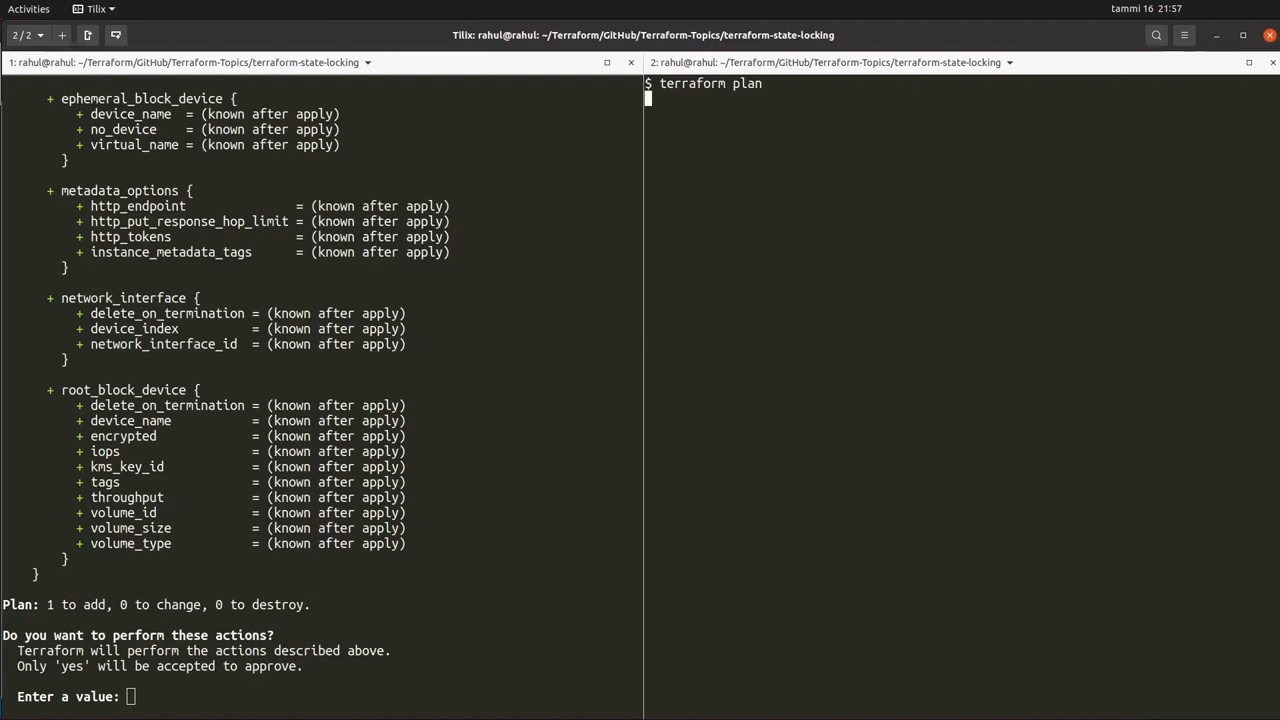 Activities
Tilix
tammi 16 21:57
2/2
Tilix: rahul@rahul: ~/Terraform/GitHub/Terraform-Topics/terraform-state-locking
1: rahul@rahul: ~/Terraform/GitHub/Terraform-Topics/terraform-state-locking
+ ephemeral_block_device {
+ device_name = (known after apply)
+ no_device = (known after apply)
+ virtual_name = (known after apply)
}
+ metadata_options {
+ http_endpoint = (known after apply)
+ http_put_response_hop_limit = (known after apply)
+ http_tokens = (known after apply)
+ instance_metadata_tags = (known after apply)
}
+ network_interface {
+ delete_on_termination = (known after apply)
+ device_index = (known after apply)
+ network_interface_id = (known after apply)
}
+ root_block_device {
+ delete_on_termination = (known after apply)
+ device_name = (known after apply)
+ encrypted = (known after apply)
+ iops = (known after apply)
+ kms_key_id = (known after apply)
+ tags = (known after apply)
+ throughput = (known after apply)
+ volume_id = (known after apply)
+ volume_size = (known after apply)
+ volume_type = (known after apply)
}
}
Plan: 1 to add, 0 to change, 0 to destroy.
Do you want to perform these actions?
Terraform will perform the actions described above.
Only 'yes' will be accepted to approve.
Enter a value:
2: rahul@rahul: ~/Terraform/GitHub/Terraform-Topics/terraform-state-locking
$ terraform plan